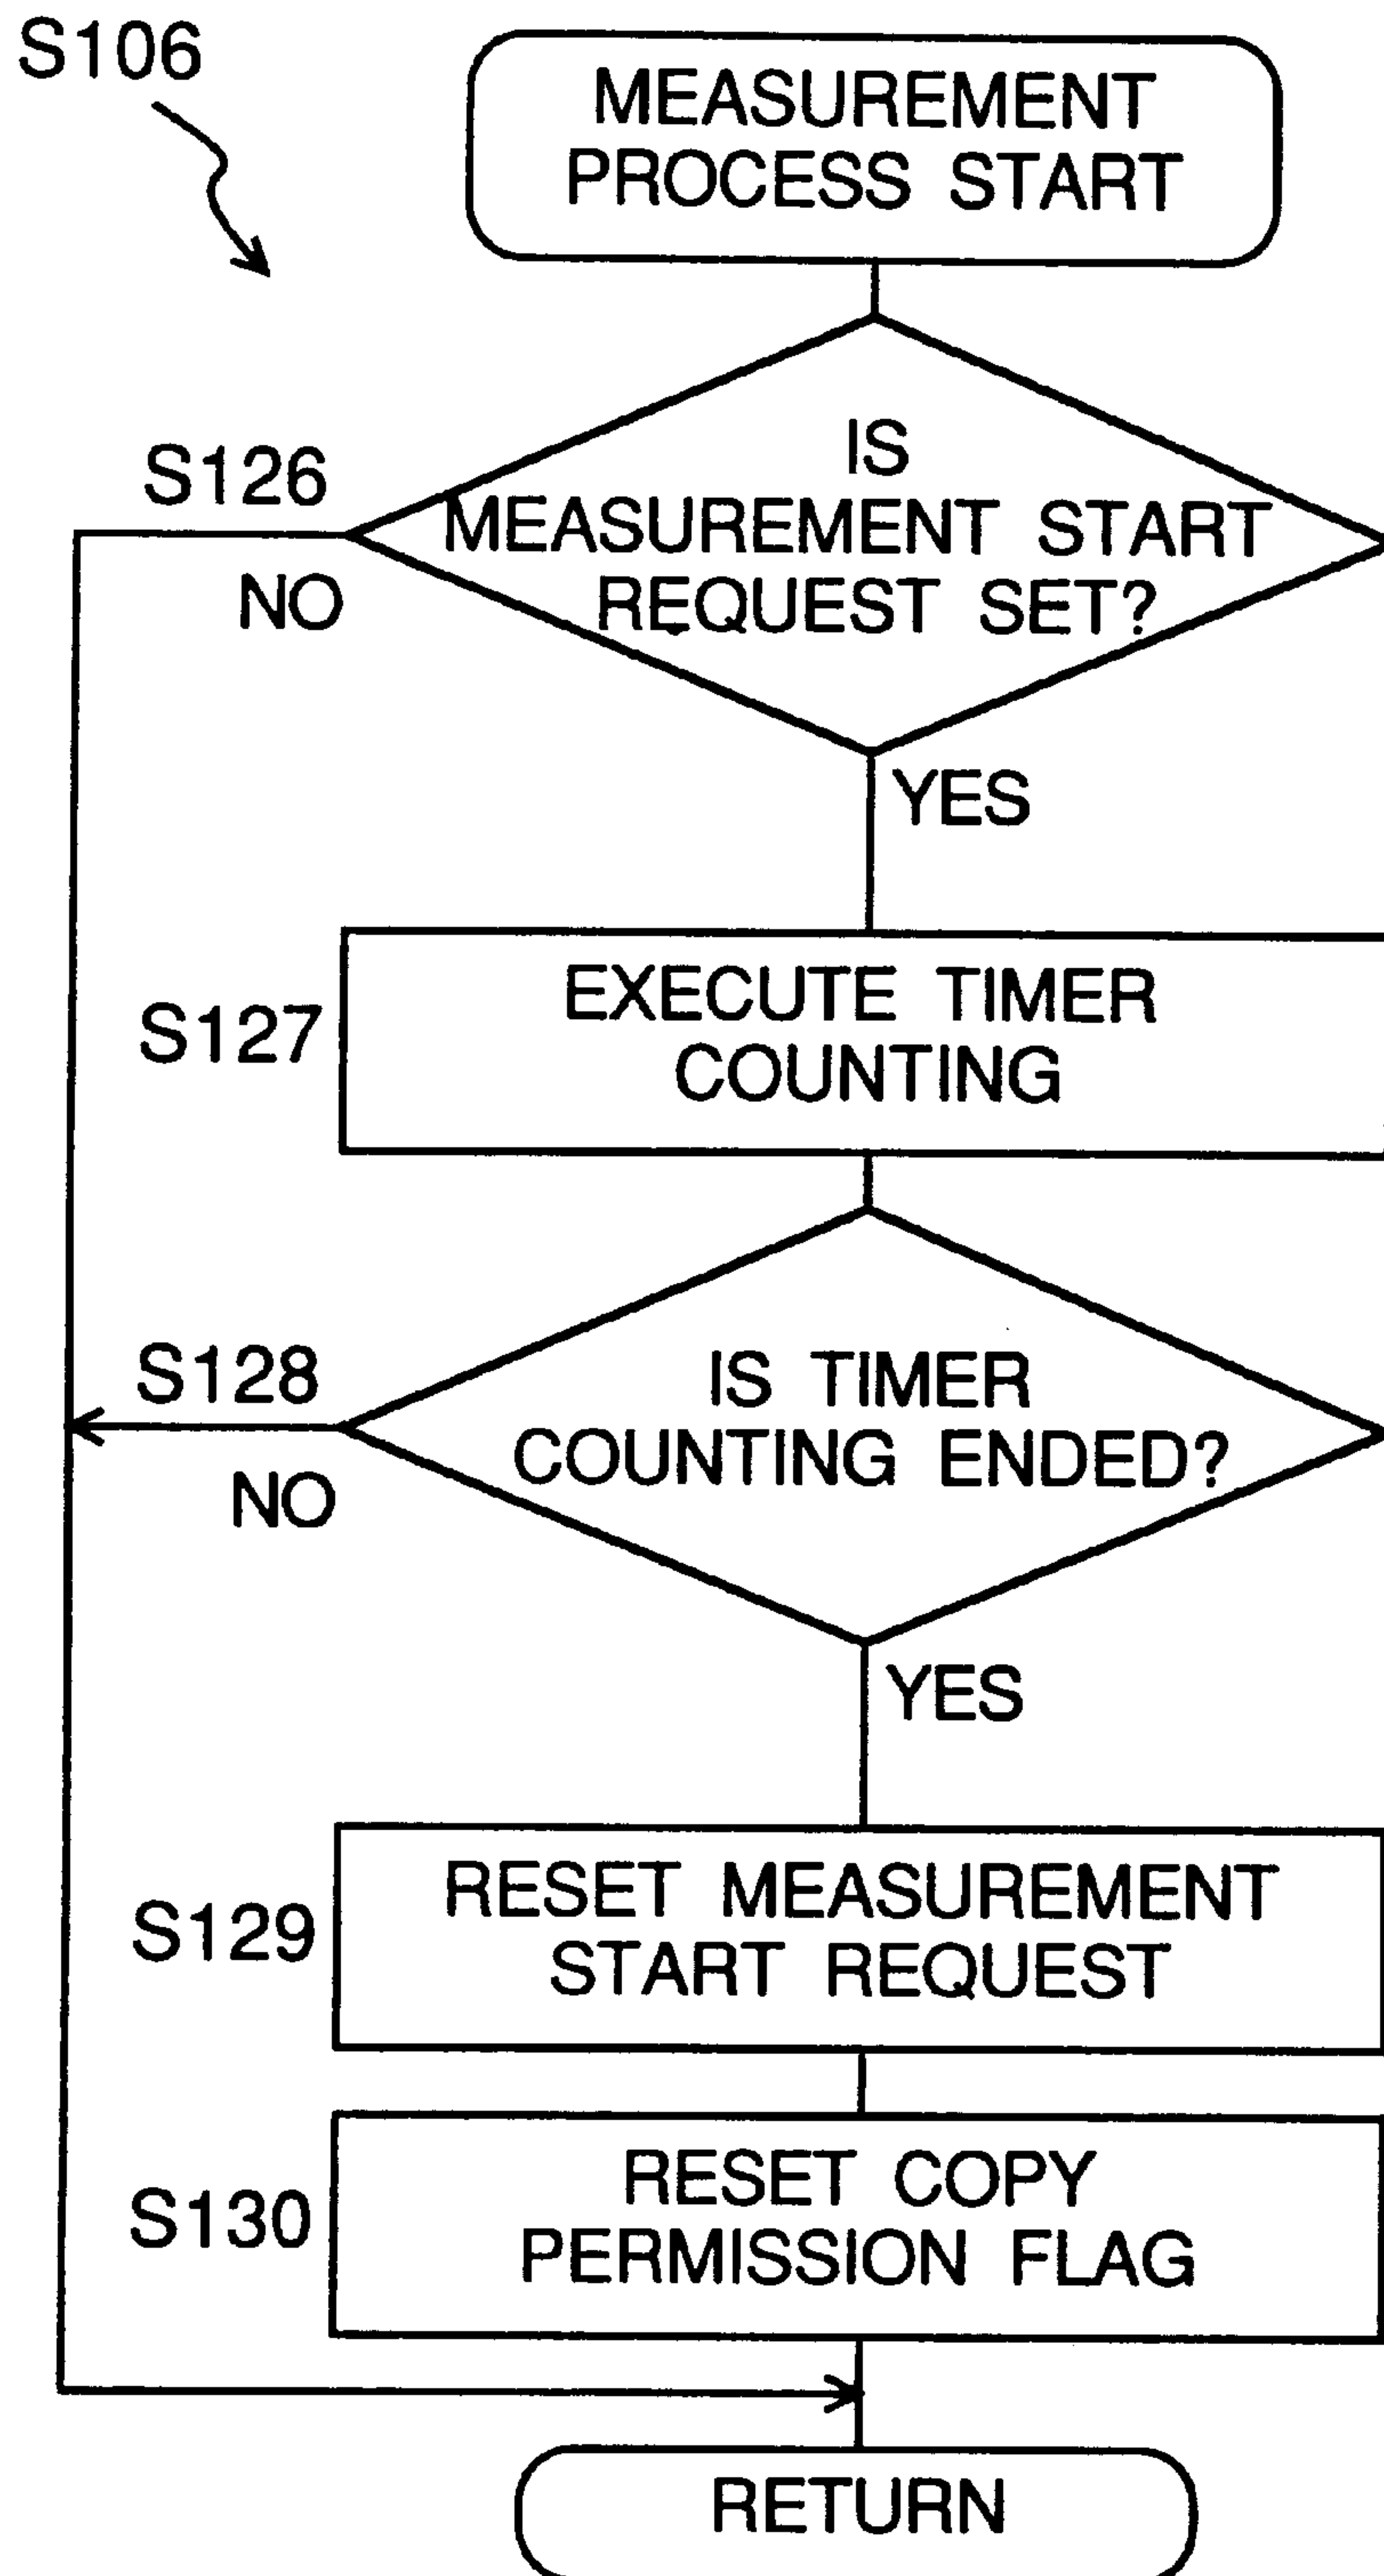 S106
MEASUREMENT
PROCESS START
S126
IS
MEASUREMENT START
REQUEST SET?
NO
YES
S127
EXECUTE TIMER
COUNTING
S128
IS TIMER
COUNTING ENDED?
NO
YES
S129
RESET MEASUREMENT
START REQUEST
S130
RESET COPY
PERMISSION FLAG
RETURN